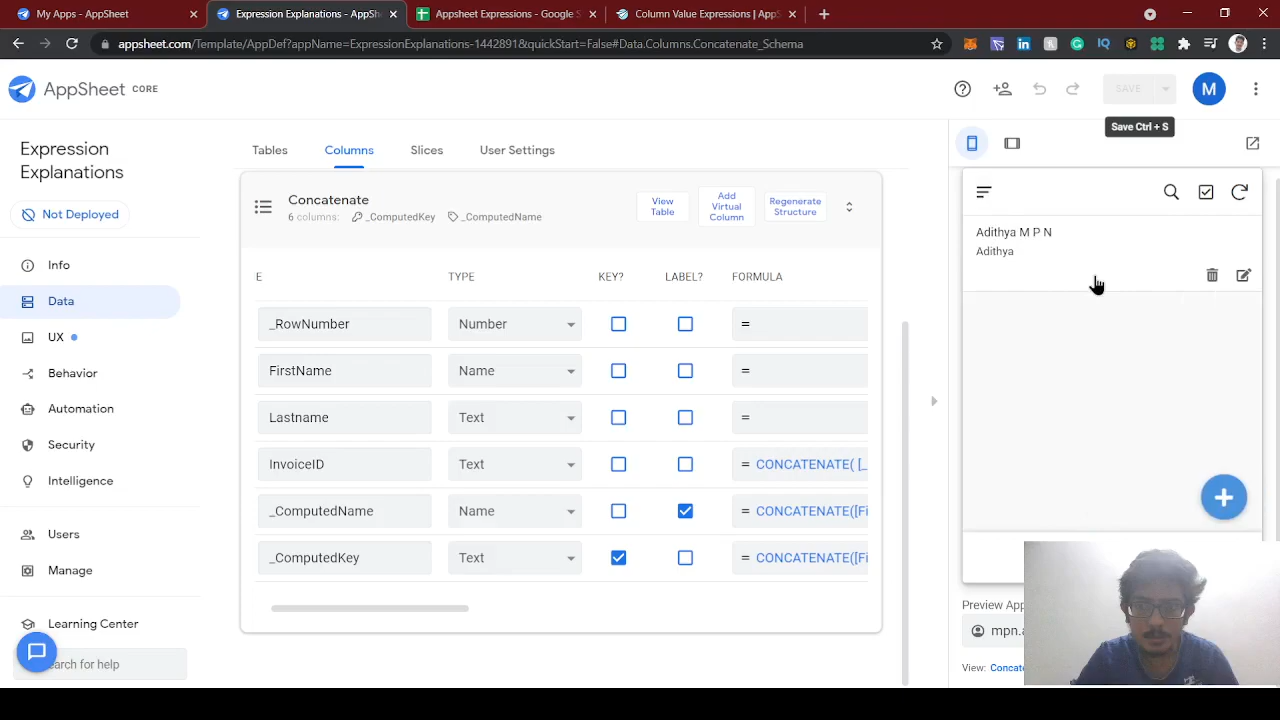 My Apps - AppSheet
Expression Explanations - AppShe
Appsheet Expressions - Google S
Column Value Expressions | AppS
appsheet.com/Template/AppDef?appName=ExpressionExplanations-1442891&quickStart=False#Data.Columns.Concatenate_Schema
AppSheet CORE
SAVE
M
Save Ctrl + S
Expression
Explanations
Not Deployed
Info
Data
UX
Behavior
Automation
Security
Intelligence
Users
Manage
Learning Center
earch for help
Tables
Columns
Slices
User Settings
Concatenate
6 columns: _ComputedKey _ComputedName
View
Table
Add
Virtual
Column
Regenerate
Structure
E TYPE KEY? LABEL? FORMULA
_RowNumber Number =
FirstName Name =
Lastname Text =
InvoiceID Text = CONCATENATE( [_
_ComputedName Name = CONCATENATE([Fi
_ComputedKey Text = CONCATENATE([Fi
Adithya M P N
Adithya
Preview App
mpn.a
View: Concate